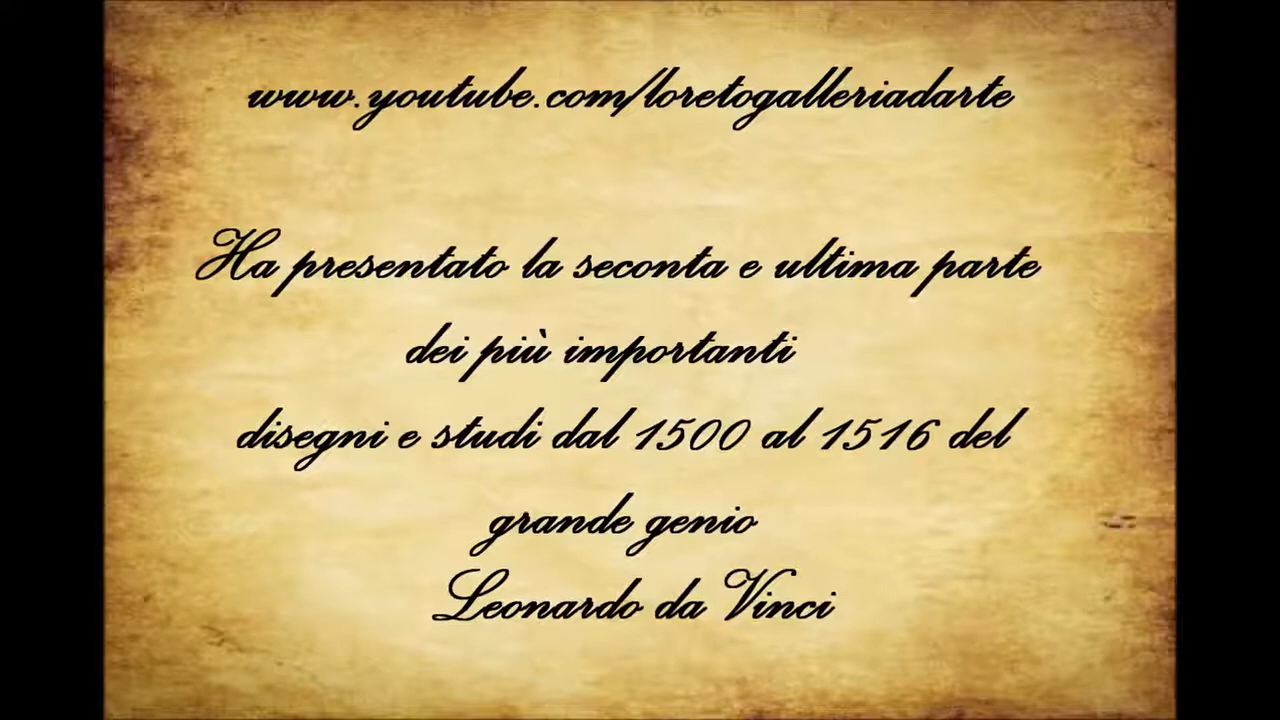 www.youtube.com/loretogalleriadarte
Ha presentato la seconta e ultima parte
dei più importanti
disegni e studi dal 1500 al 1516 del
grande genio
Leonardo da Vinci